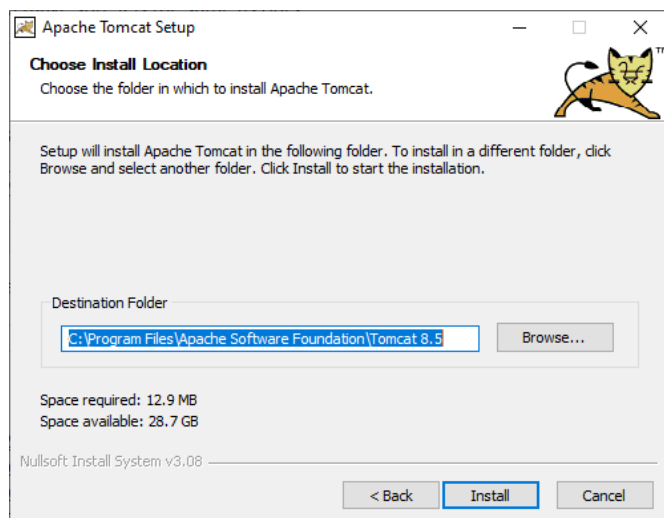 Apache Tomcat Setup
Choose Install Location
Choose the folder in which to install Apache Tomcat.
TM
Setup will install Apache Tomcat in the following folder. To install in a different folder, click
Browse and select another folder. Click Install to start the installation.
Destination Folder
C:\Program Files\Apache Software Foundation\Tomcat 8.5
Browse...
Space required: 12.9 MB
Space available: 28.7 GB
Nullsoft Install System v3.08
< Back
Install
Cancel